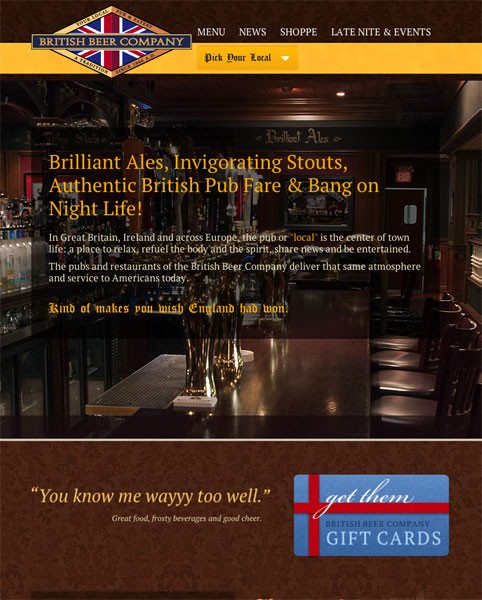 YOUR LOCAL PUB & EATERY
BRITISH BEER COMPANY
A TRADITION
MENU NEWS SHOPPE LATE NITE & EVENTS
Pick Your Local
Brilliant Ales
EXIT
Brilliant Ales, Invigorating Stouts,
Authentic British Pub Fare & Bang on
Night Life!
In Great Britain, Ireland and across Europe, the pub or "local" is the center of town
life; a place to relax, refuel the body and the spirit, share news and be entertained.
The pubs and restaurants of the British Beer Company deliver that same atmosphere
and service to Americans today.
Kind of makes you wish England had won.
“You know me wayyy too well.”
Great food, frosty beverages and good cheer.
get them
BRITISH BEER COMPANY
GIFT CARDS